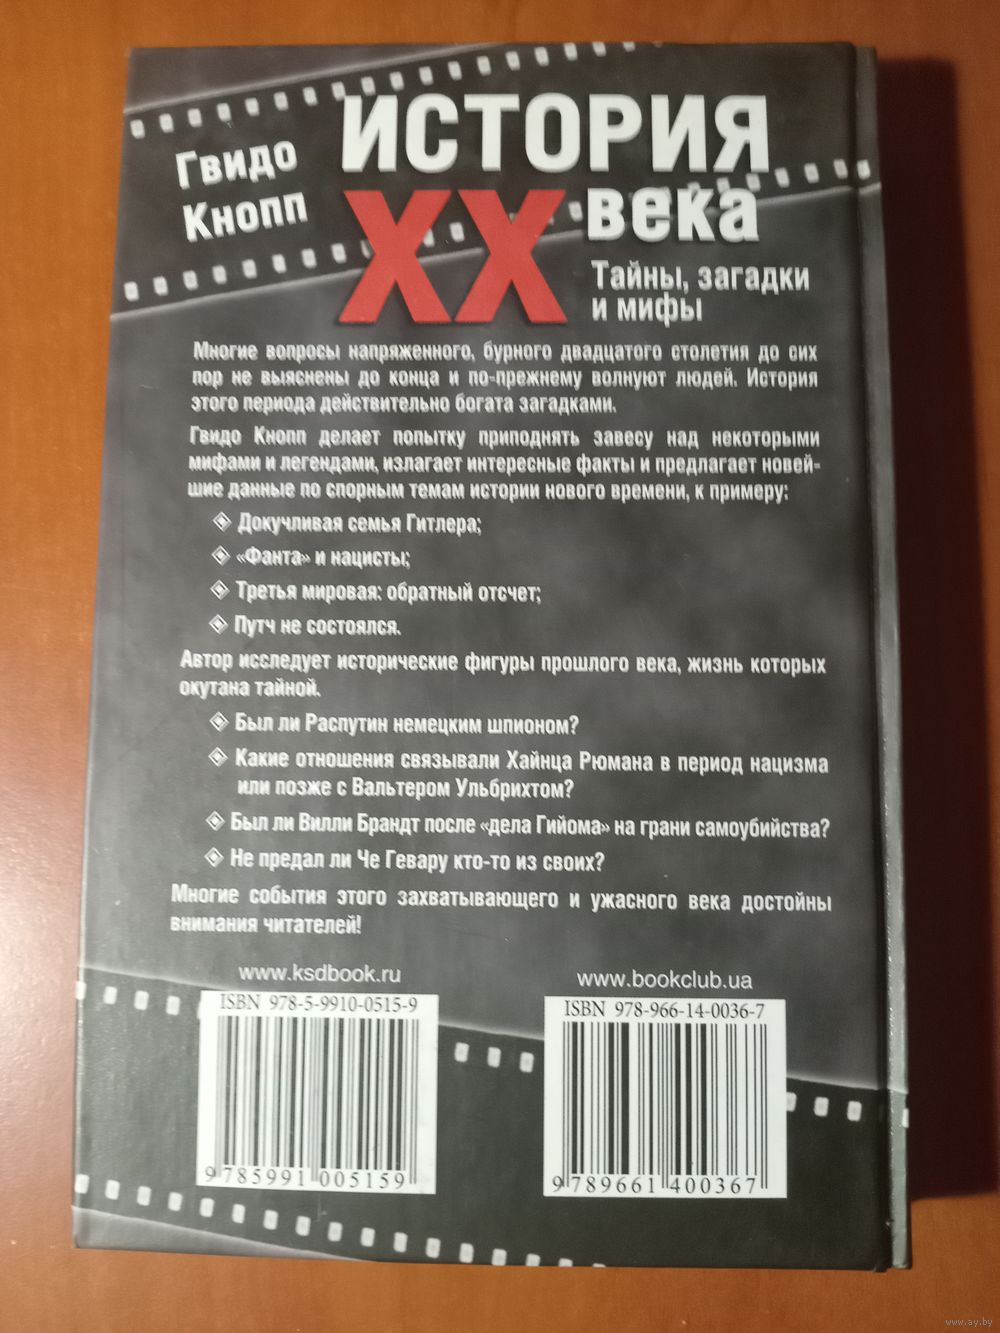 Гвидо
Кнопп
ИСТОРИЯ
XX века
Тайны, загадки
и мифы
Многие вопросы напряженного, бурного двадцатого столетия до сих
пор не выяснены до конца и по-прежнему волнуют людей. История
этого периода действительно богата загадками.
Гвидо Кнопп делает попытку приподнять завесу над некоторыми
мифами и легендами, излагает интересные факты и предлагает новей-
шие данные по спорным темам истории нового времени, к примеру:
Докучливая семья Гитлера;
«Фанта» и нацисты;
Третья мировая: обратный отсчет;
Путч не состоялся.
Автор исследует исторические фигуры прошлого века, жизнь которых
окутана тайной.
Был ли Распутин немецким шпионом?
Какие отношения связывали Хайнца Рюмана в период нацизма
или позже с Вальтером Ульбрихтом?
Был ли Вилли Брандт после «дела Гийома» на грани самоубийства?
Не предал ли Че Гевару кто-то из своих?
Многие события этого захватывающего и ужасного века достойны
внимания читателей!
www.ksdbook.ru
ISBN 978-5-9910-0515-9
9 785991 005159
www.bookclub.ua
ISBN 978-966-14-0036-7
9 789661 400367
www.ay.by